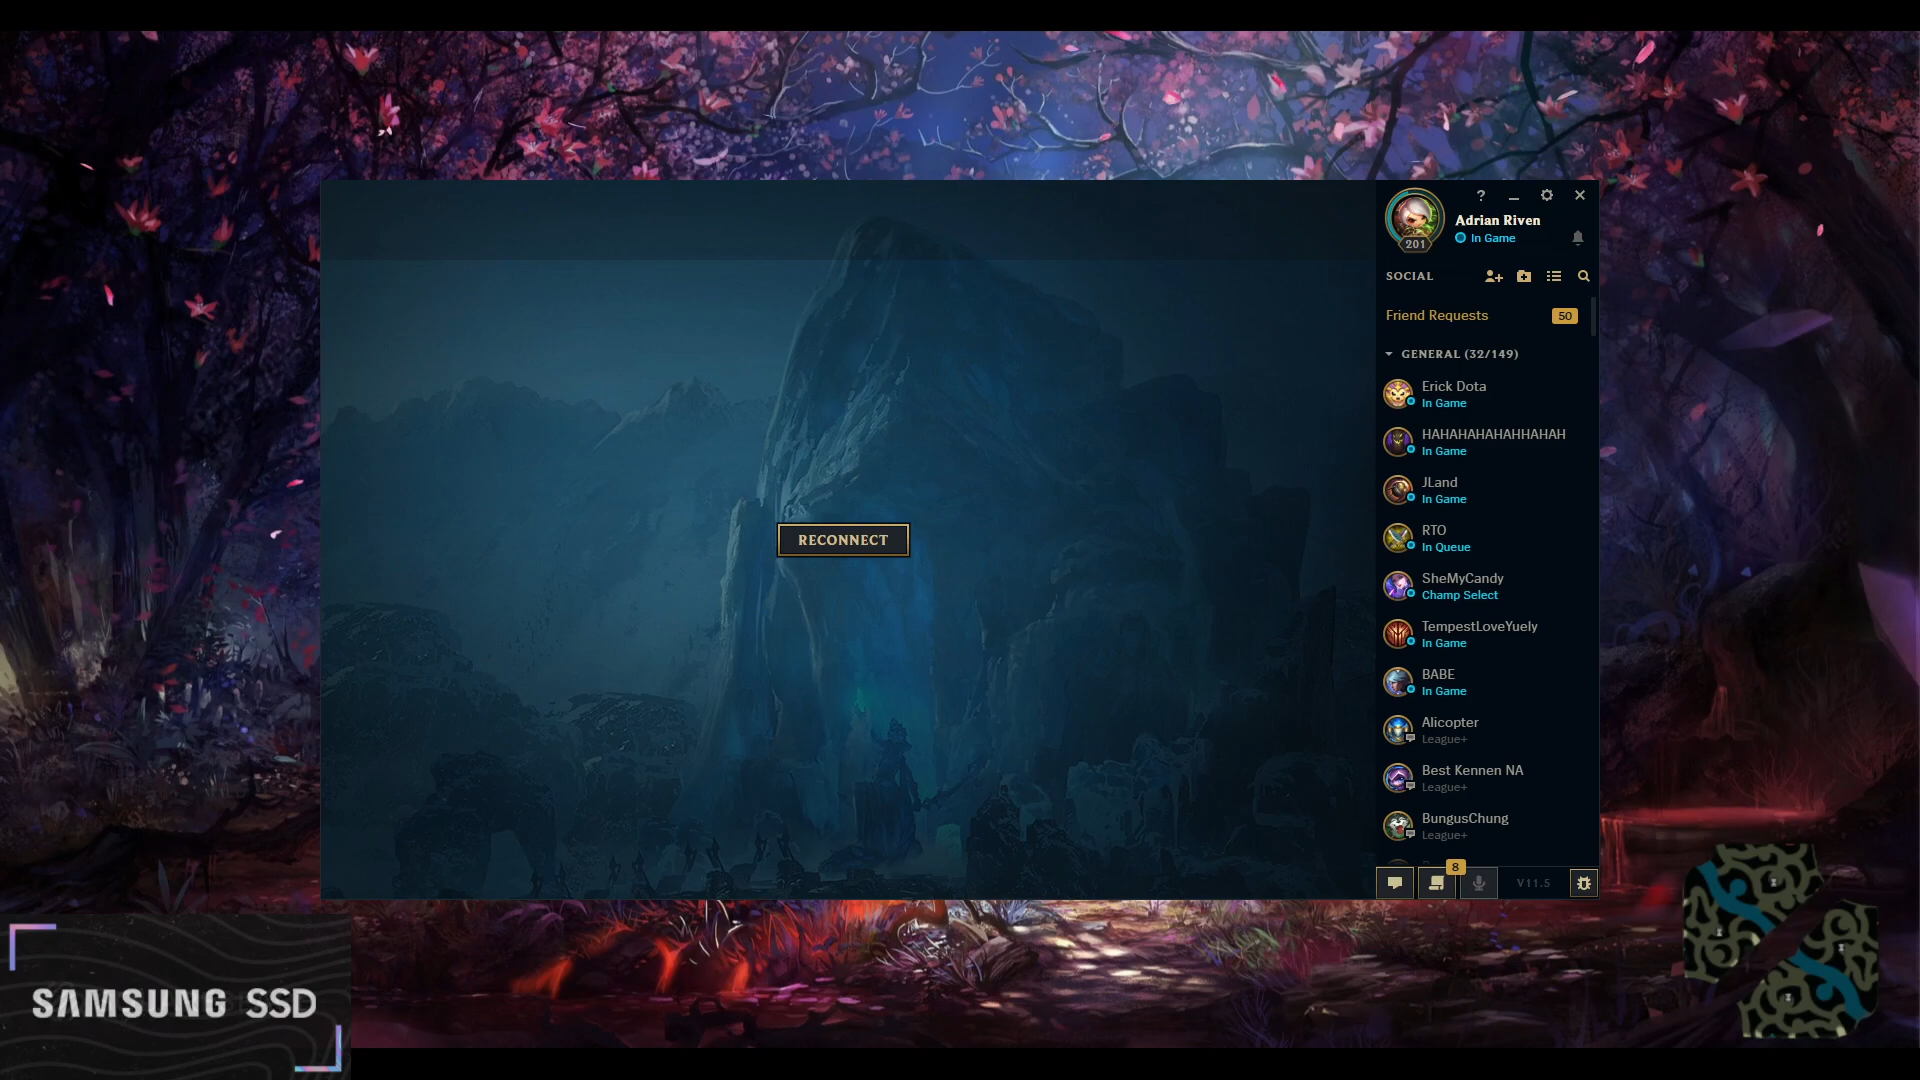 ?
Adrian Riven
In Game
201
SOCIAL
Friend Requests
50
GENERAL (32/149)
Erick Dota
In Game
HAHAHAHAHAHHAHAH
In Game
JLand
In Game
RTO
In Queue
SheMyCandy
Champ Select
TempestLoveYuely
In Game
BABE
In Game
Alicopter
League+
Best Kennen NA
League+
BungusChung
League+
8
V11.5
RECONNECT
SAMSUNG SSD